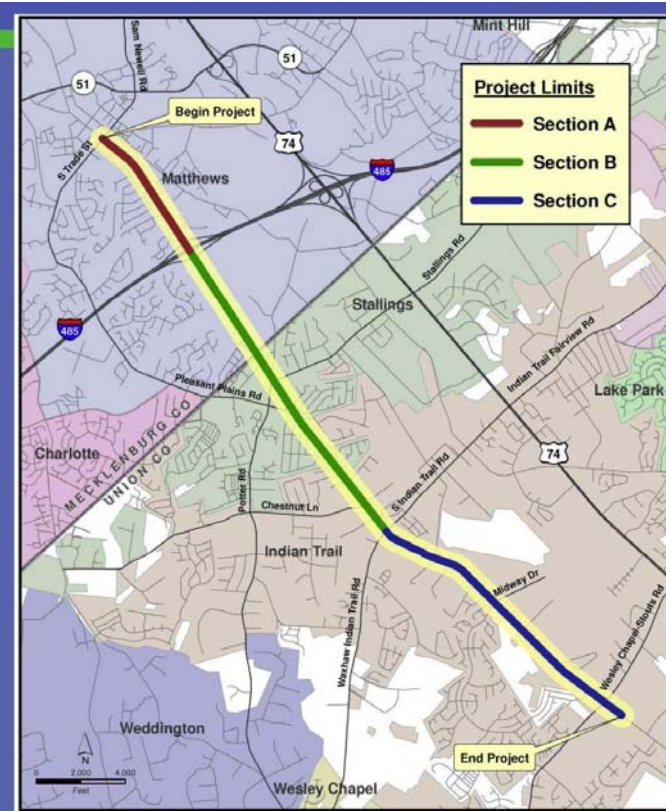 Mint Hill
Sam Newell Rd
51
51
Project Limits
Section A
Section B
Section C
Begin Project
74
S Trade St
Matthews
485
485
Stallings Rd
Stallings
Indian Trail Fairview Rd
Pleasant Plains Rd
Lake Park
Charlotte
MECKLENBURG CO
UNION CO
74
S Indian Trail Rd
Potter Rd
Chestnut Ln
Indian Trail
Midway Dr
Waxhaw Indian Trail Rd
Wesley Chapel-Stouts Rd
Weddington
End Project
N
0 2,000 4,000
Feet
Wesley Chapel